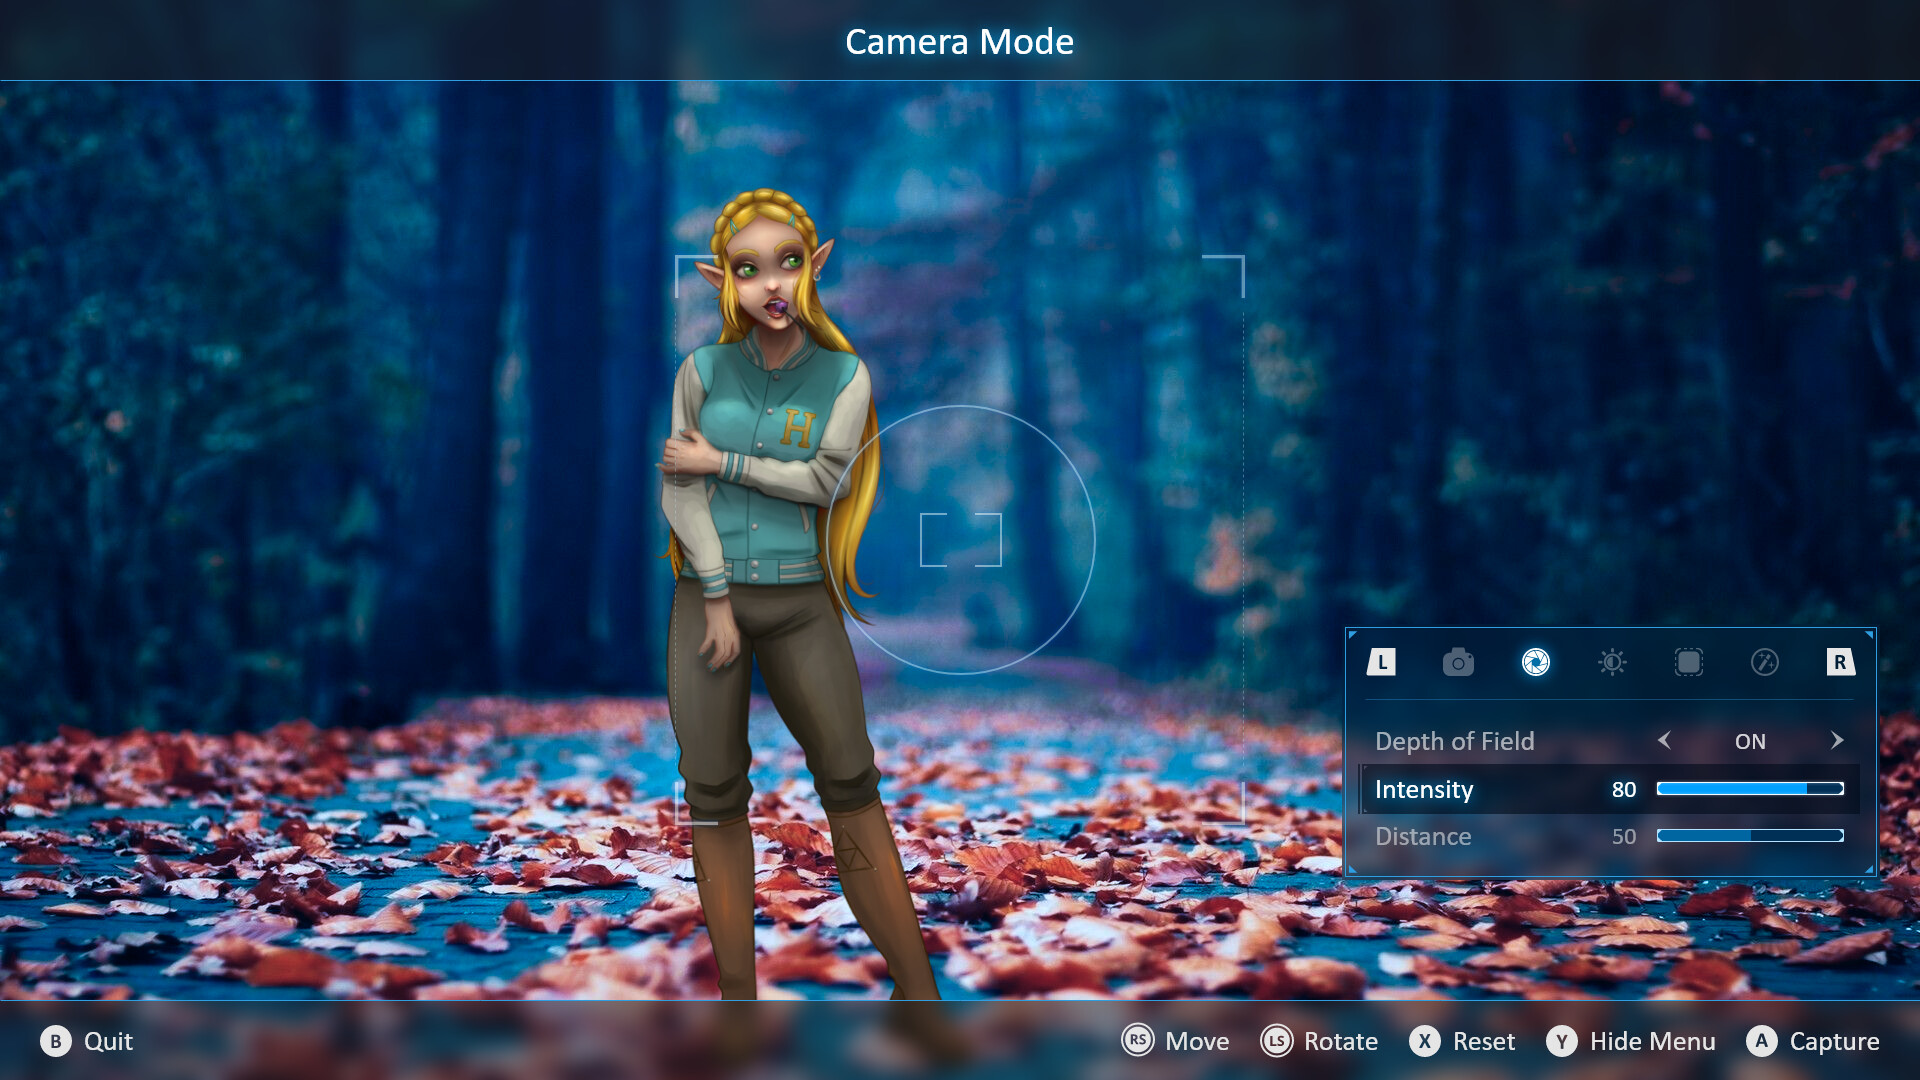 Camera Mode
H
L
R
Depth of Field
ON
Intensity 80
Distance 50
B Quit
RS Move
LS Rotate
X Reset
Y Hide Menu
A Capture